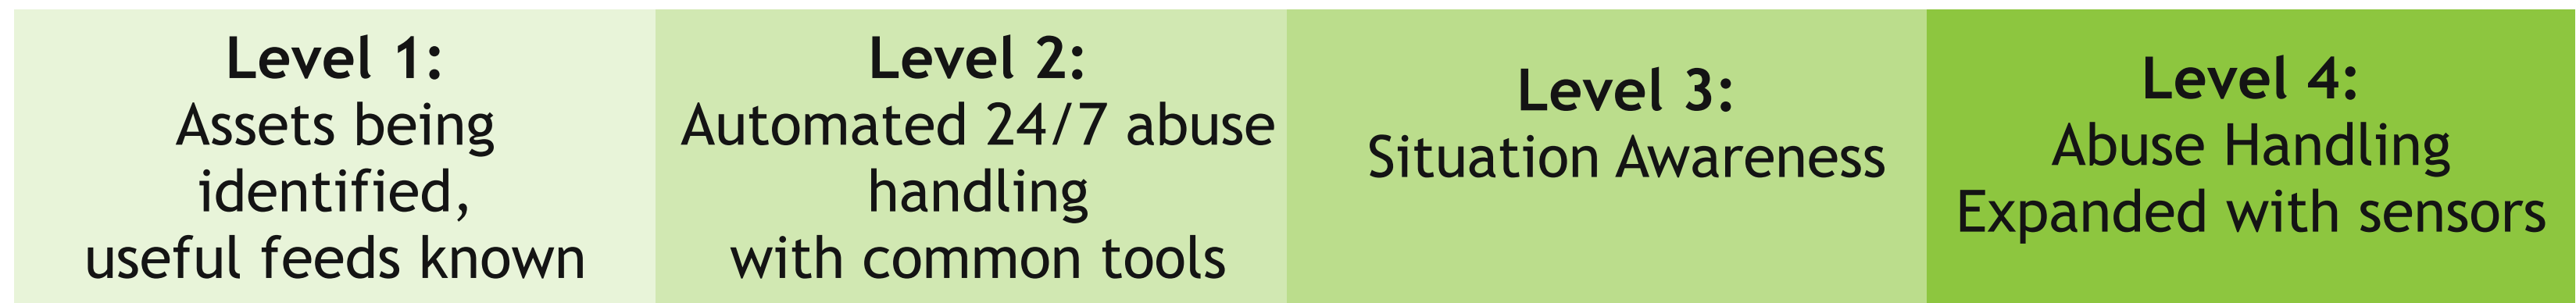 Level 1:
Assets being
identified,
useful feeds known
Level 2:
Automated 24/7 abuse
handling
with common tools
Level 3:
Situation Awareness
Level 4:
Abuse Handling
Expanded with sensors